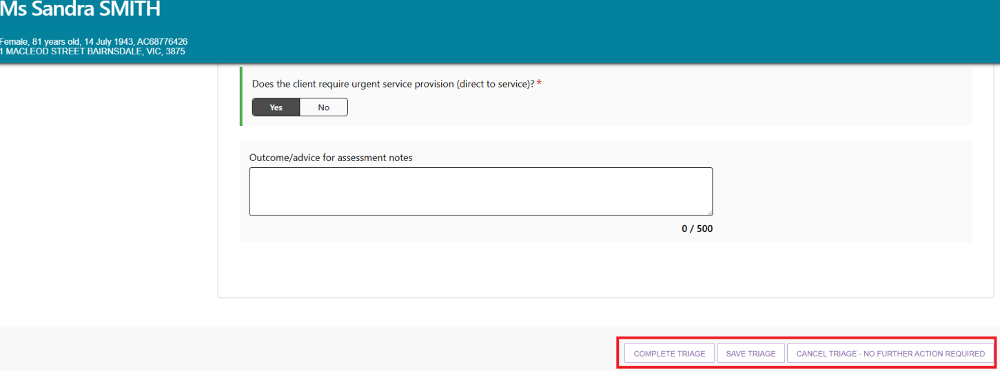 Ms Sandra SMITH
Female, 81 years old, 14 July 1943, AC68776426
1 MACLEOD STREET BAIRNSDALE, VIC, 3875
Does the client require urgent service provision (direct to service)? *
Yes No
Outcome/advice for assessment notes
0 / 500
COMPLETE TRIAGE SAVE TRIAGE CANCEL TRIAGE - NO FURTHER ACTION REQUIRED